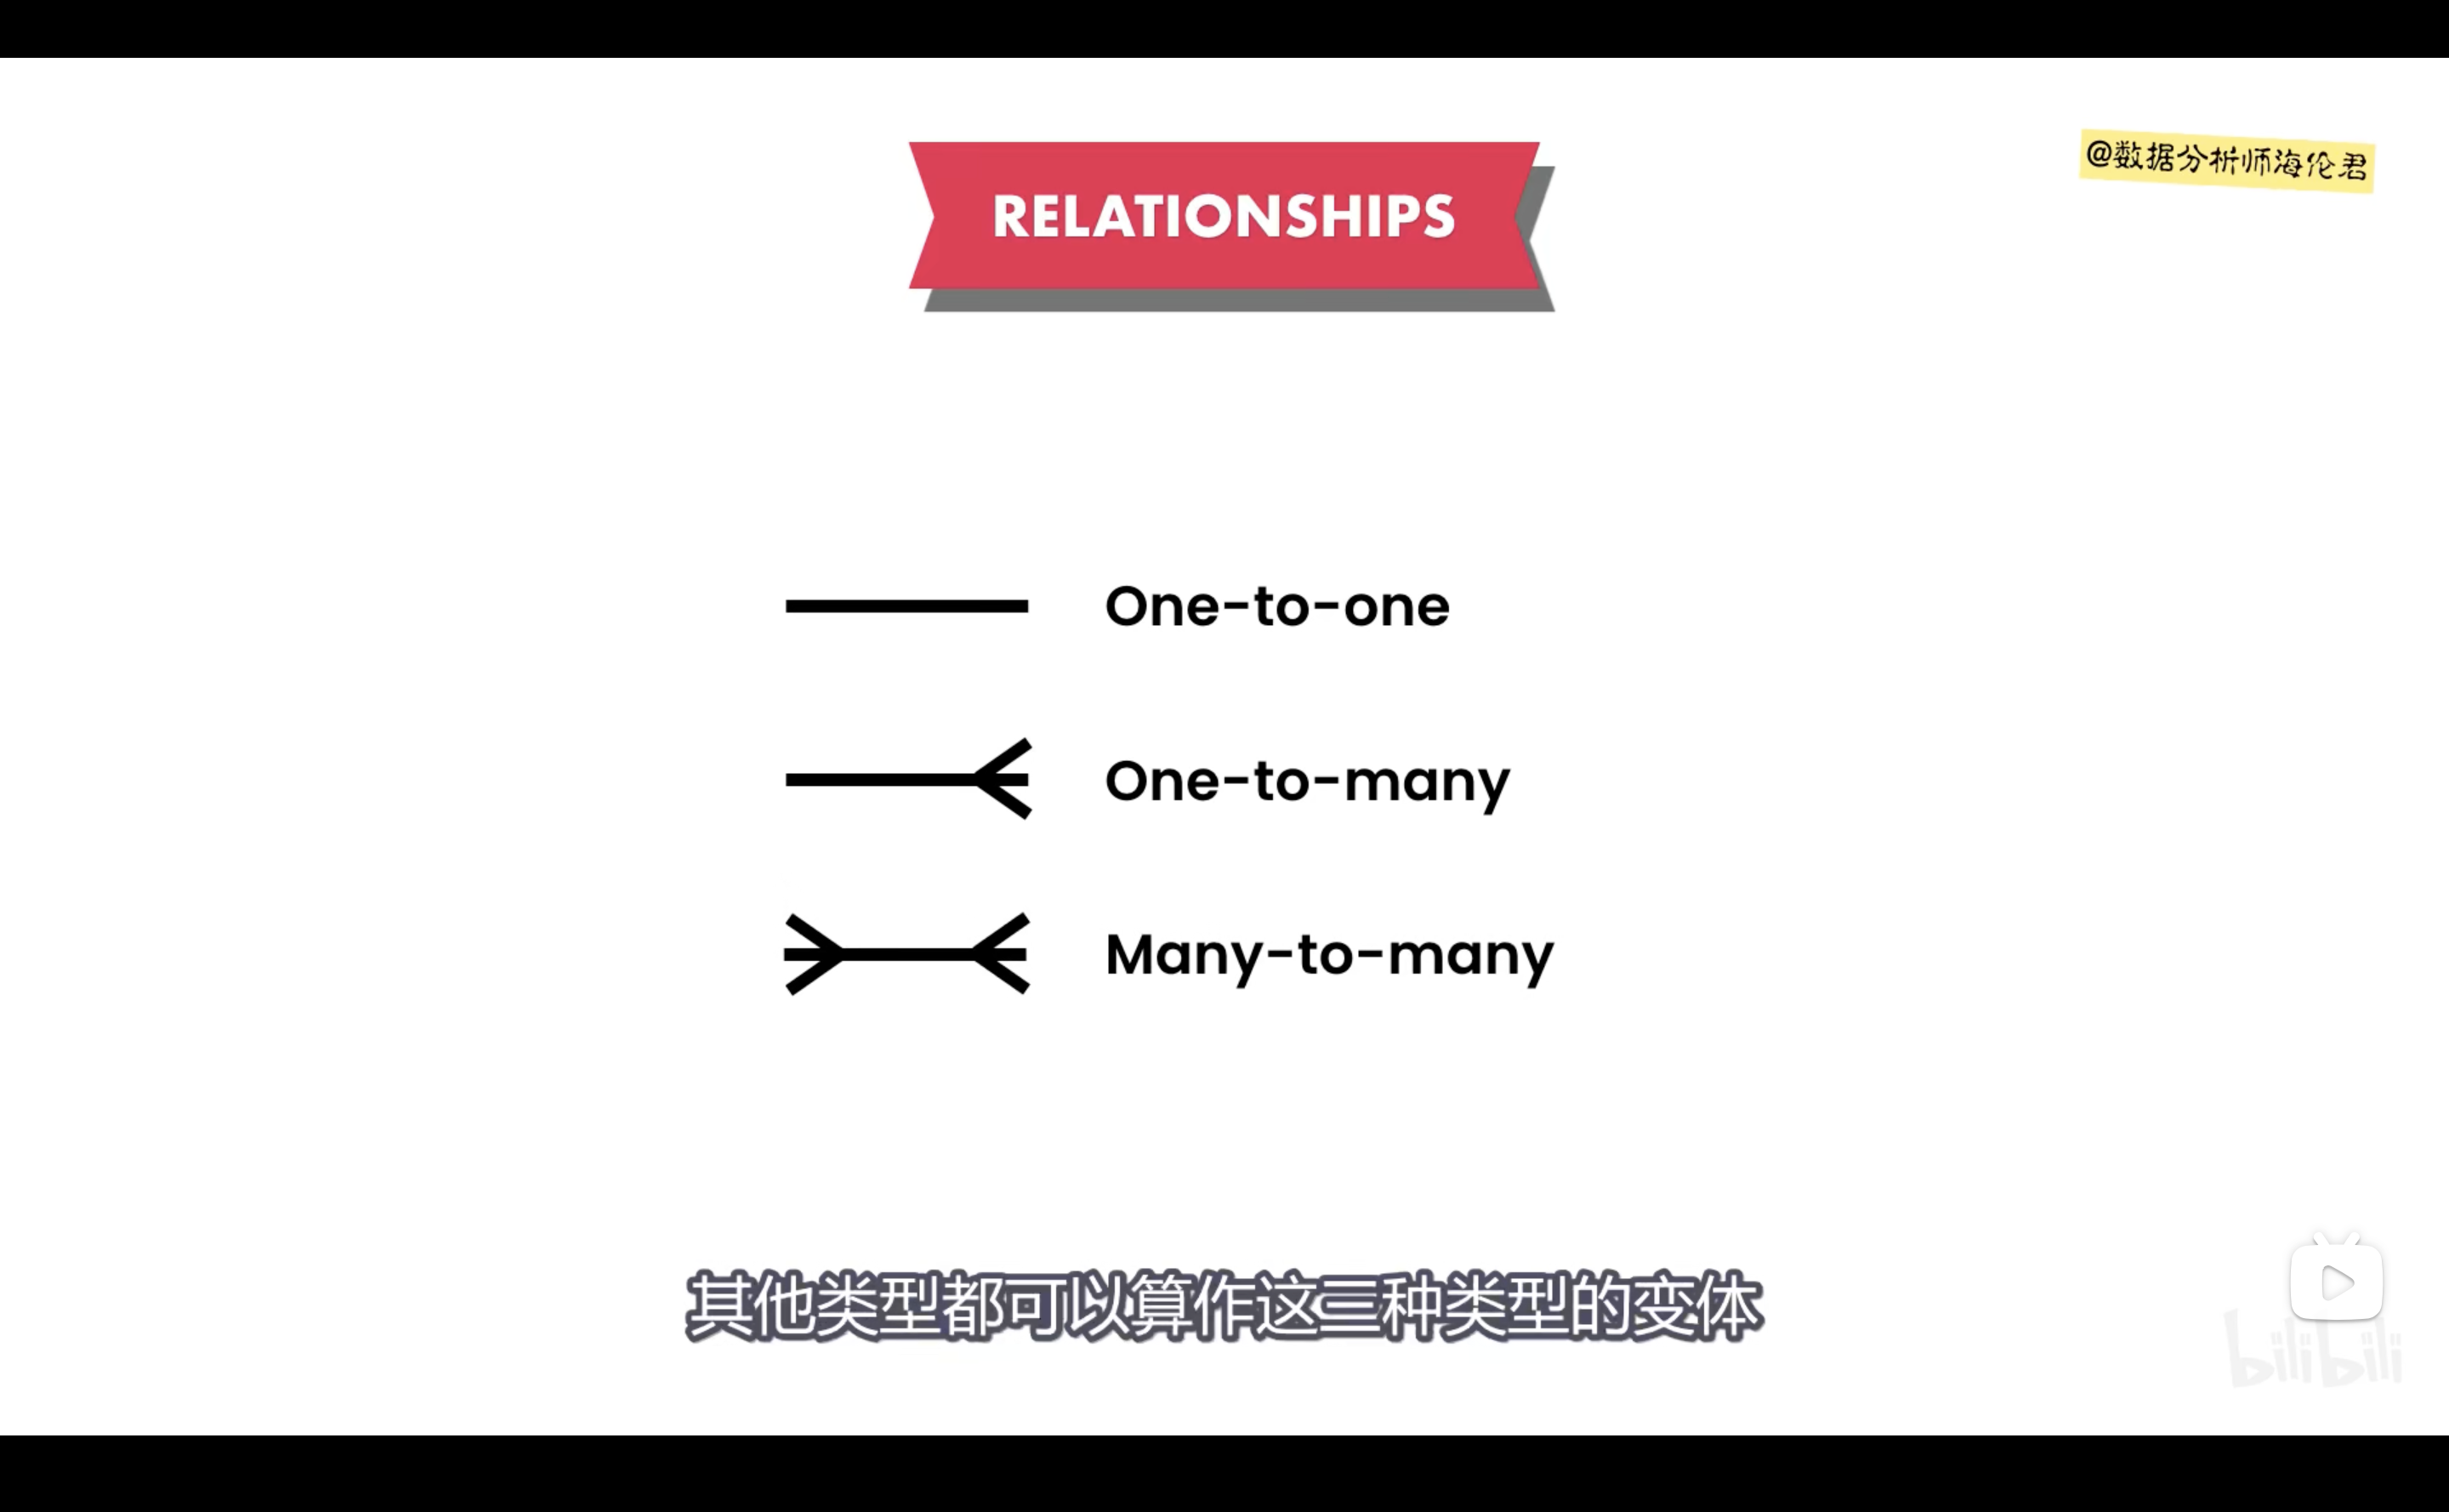 @数据分析师海伦君
RELATIONSHIPS
One-to-one
One-to-many
Many-to-many
其他类型都可以算作这三种类型的变体
bilibili